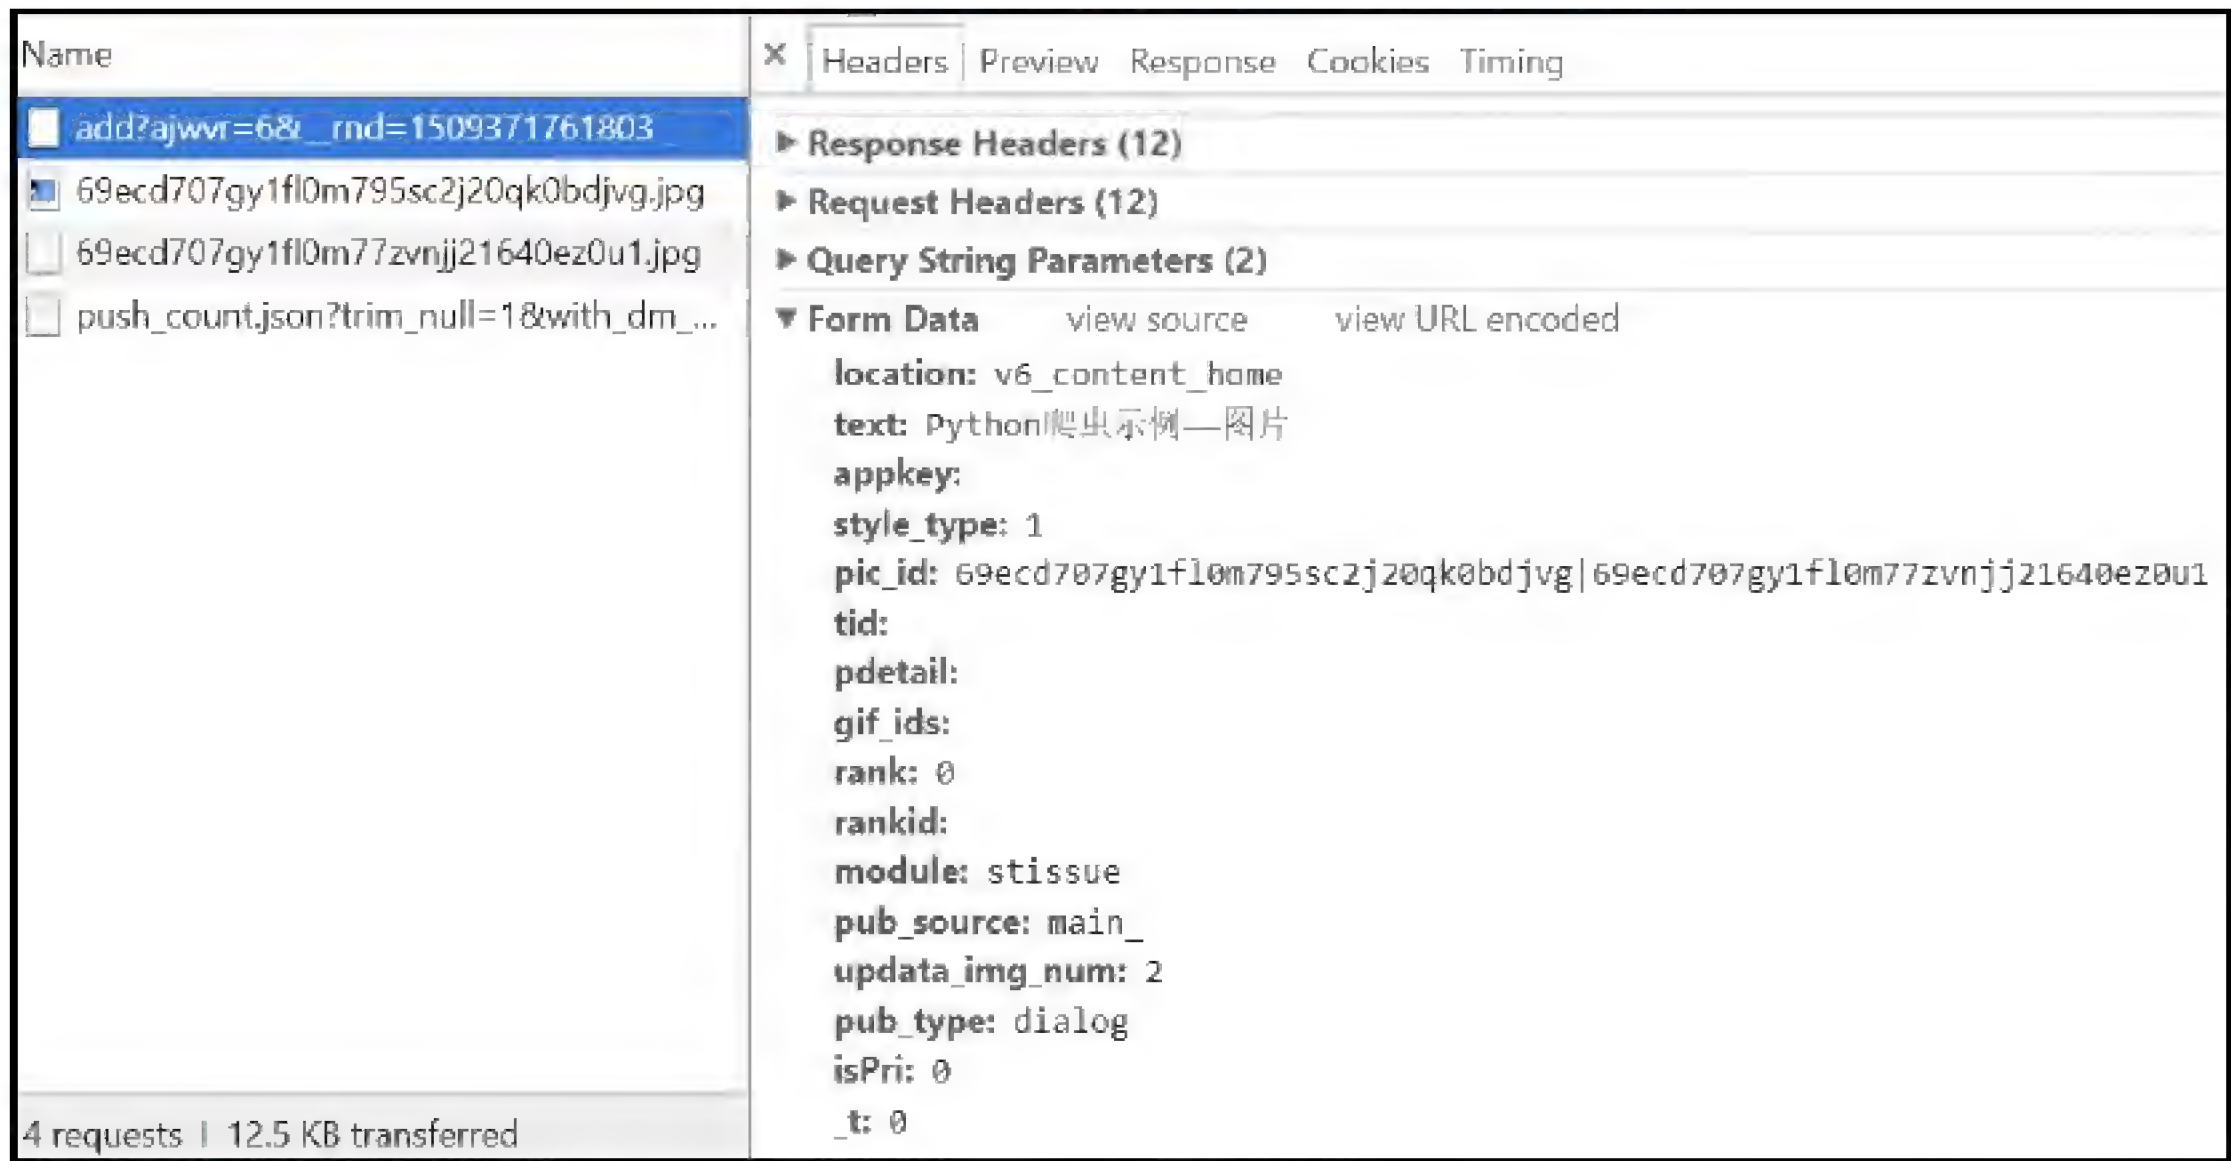 Name
add?ajwvr=6&__rnd=1509371761803
69ecd707gy1fl0m795sc2j20qk0bdjvg.jpg
69ecd707gy1fl0m77zvnjj21640ez0u1.jpg
push_count.json?trim_null=1&with_dm_...
4 requests | 12.5 KB transferred
× Headers Preview Response Cookies Timing
▶ Response Headers (12)
▶ Request Headers (12)
▶ Query String Parameters (2)
▼ Form Data view source view URL encoded
location: v6_content_home
text: Python爬虫示例——图片
appkey:
style_type: 1
pic_id: 69ecd707gy1fl0m795sc2j20qk0bdjvg|69ecd707gy1fl0m77zvnjj21640ez0u1
tid:
pdetail:
gif_ids:
rank: 0
rankid:
module: stissue
pub_source: main_
updata_img_num: 2
pub_type: dialog
isPri: 0
_t: 0